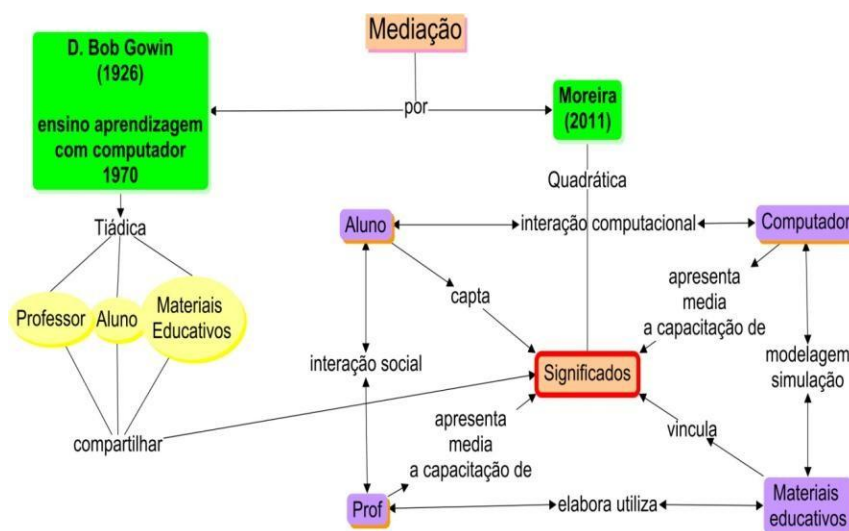 Mediação
D. Bob Gowin
(1926)
ensino aprendizagem
com computador
1970
por
Moreira
(2011)
Quadrática
Tiádica
Professor
Aluno
Materiais
Educativos
compartilhar
Aluno
interação computacional
Computador
capta
apresenta
media
a capacitação de
interação social
Significados
modelagem
simulação
apresenta
media
a capacitação de
vincula
Prof
elabora utiliza
Materiais
educativos